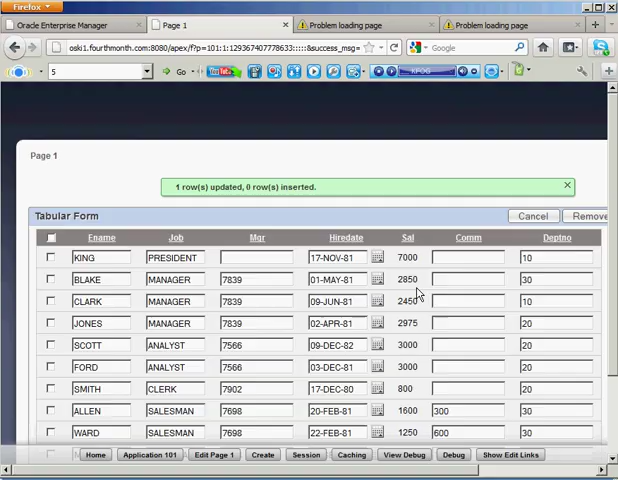 Firefox
Oracle Enterprise Manager
Page 1
Problem loading page
Problem loading page
oski1.fourthmonth.com:8080/apex/f?p=101:1:129367407778633:::::&success_msg=
Google
5
Go
You Tube
KPOG
Page 1
1 row(s) updated, 0 row(s) inserted.
Tabular Form
Cancel
Remove
Ename Job Mgr Hiredate Sal Comm Deptno
KING PRESIDENT 17-NOV-81 7000 10
BLAKE MANAGER 7839 01-MAY-81 2850 30
CLARK MANAGER 7839 09-JUN-81 2450 10
JONES MANAGER 7839 02-APR-81 2975 20
SCOTT ANALYST 7566 09-DEC-82 3000 20
FORD ANALYST 7566 03-DEC-81 3000 20
SMITH CLERK 7902 17-DEC-80 800 20
ALLEN SALESMAN 7698 20-FEB-81 1600 300 30
WARD SALESMAN 7698 22-FEB-81 1250 600 30
Home Application 101 Edit Page 1 Create Session Caching View Debug Debug Show Edit Links